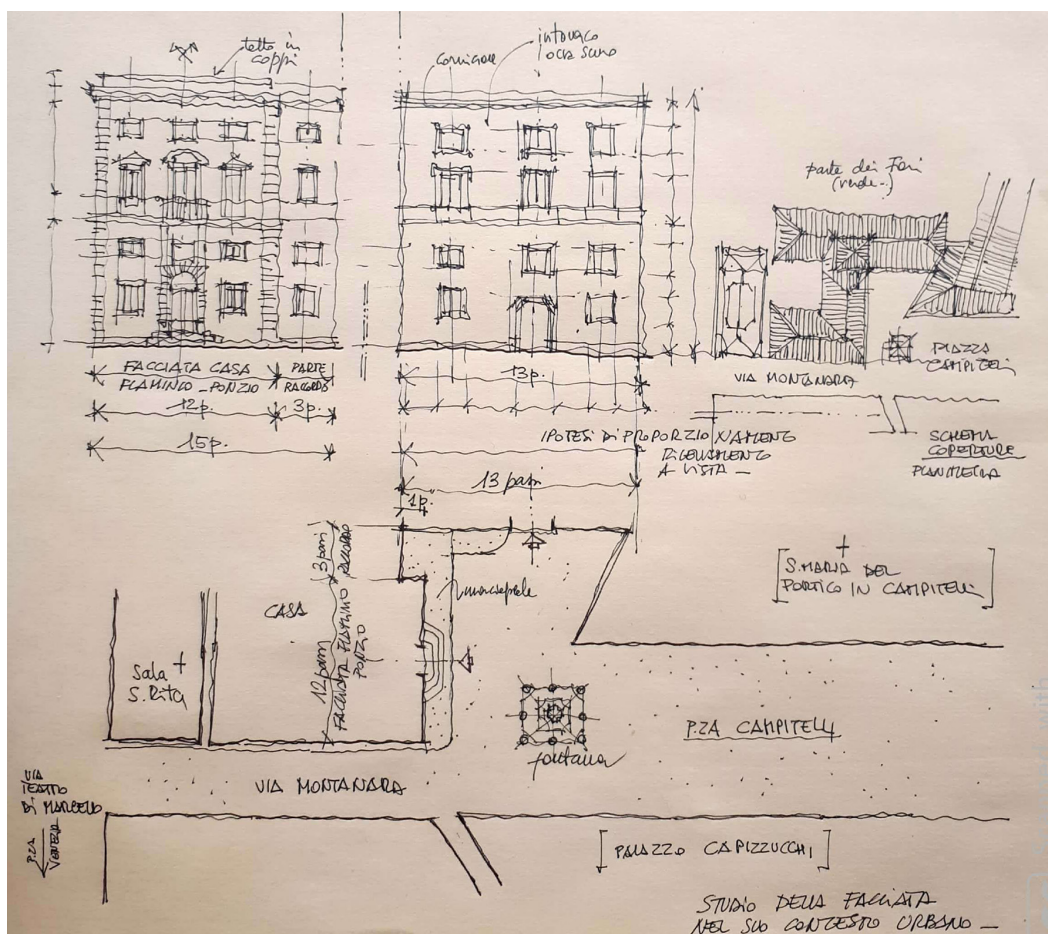 tetto in
coppi
cornicione
intonaco
ocra scuro
parte dei Fori
(verde..)
FACCIATA CASA
FLAMINIO_PONZIO
PARTE
RACCORDO
12p.
3p.
15p.
13p.
VIA MONTANARA
PIAZZA
CAMPITELLI
IPOTESI DI PROPORZIONAMENTO
RILEVAMENTO
A VISTA _
SCHEMA
COPERTURE
PLANIMETRIA
13 passi
1p.
3 passi
RACCORDO
12 passi
FACCIATA FLAMINIO
PONZIO
marciapiede
CASA
Sala
S. Rita
S. MARIA DEL
PORTICO IN CAMPITELLI
fontana
P.ZA CAMPITELLI
VIA MONTANARA
VIA
TEATRO
DI MARCELLO
P.ZA
VENEZIA
[PALAZZO CAPIZZUCCHI]
STUDIO DELLA FACCIATA
NEL SUO CONTESTO URBANO _